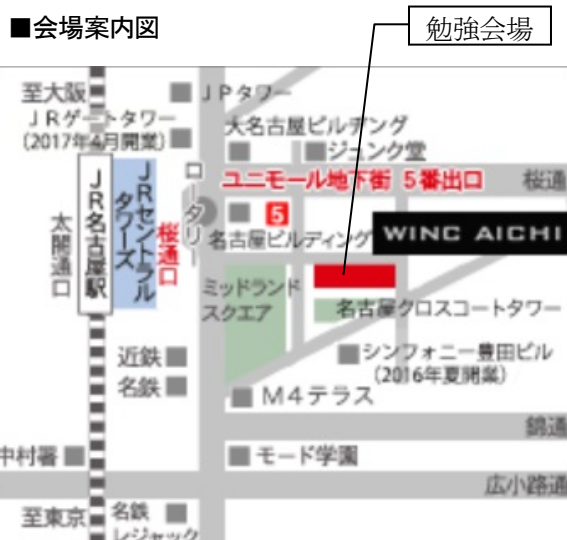 ■会場案内図
勉強会場
至大阪
JPタワー
JRゲートタワー
(2017年4月開業)
大名古屋ビルヂング
ジュンク堂
ユニモール地下街 5番出口
桜通
ロータリー
JR名古屋駅
JRセントラル
タワーズ
桜通口
太閤通口
5
名古屋ビルディング
WINC AICHI
ミッドランド
スクエア
名古屋クロスコートタワー
シンフォニー豊田ビル
(2016年夏開業)
近鉄
名鉄
M4テラス
錦通
中村署
モード学園
広小路通
至東京
名鉄
レジャック